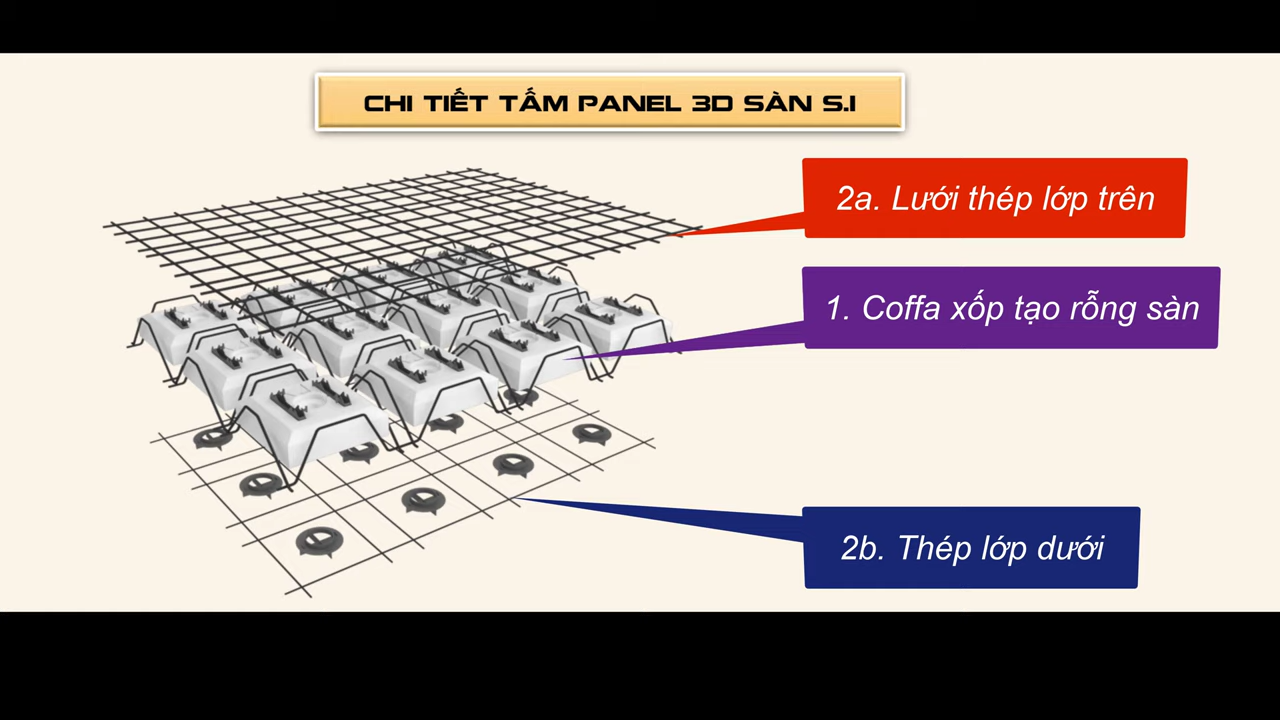 CHI TIẾT TẤM PANEL 3D SÀN S.I
2a. Lưới thép lớp trên
1. Coffa xốp tạo rỗng sàn
2b. Thép lớp dưới